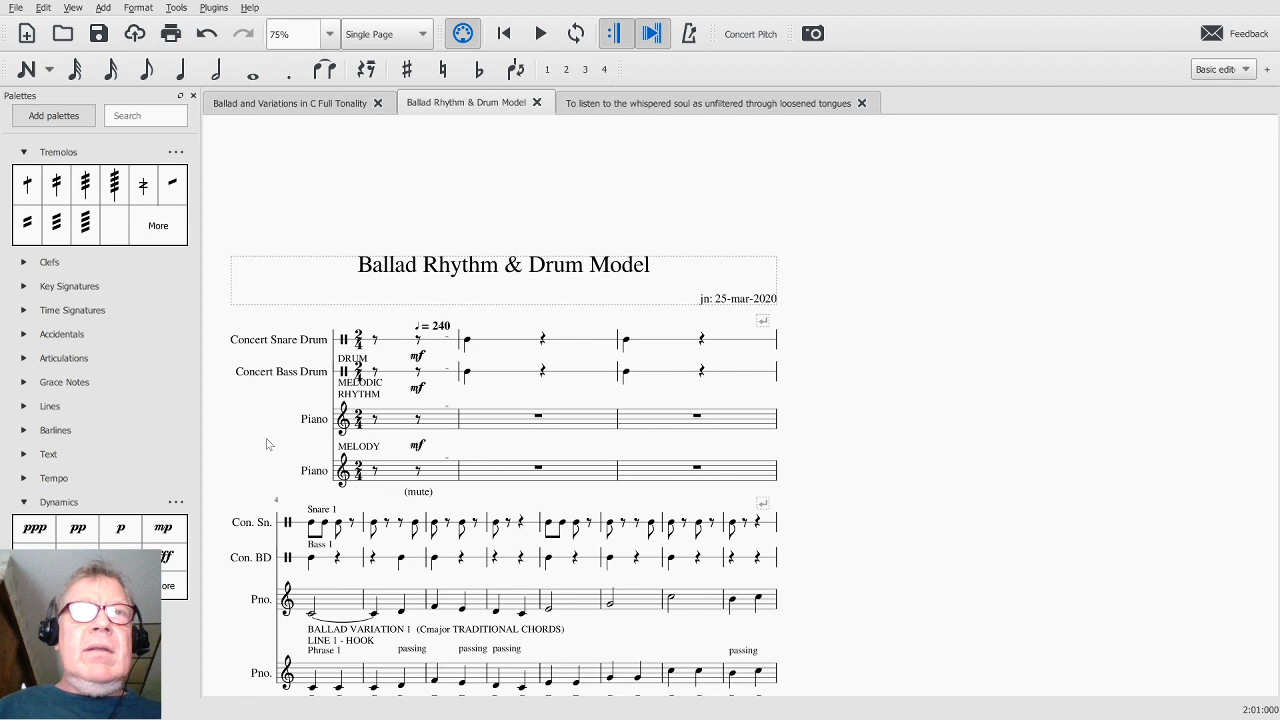 File Edit View Add Format Tools Plugins Help
75% Single Page Concert Pitch Feedback
1 2 3 4 Basic edit +
Palettes
Add palettes Search
Ballad and Variations in C Full Tonality
Ballad Rhythm & Drum Model
To listen to the whispered soul as unfiltered through loosened tongues
Tremolos
More
Clefs
Key Signatures
Time Signatures
Accidentals
Articulations
Grace Notes
Lines
Barlines
Text
Tempo
Dynamics
ppp pp p mp
fff
ore
Ballad Rhythm & Drum Model
jn: 25-mar-2020
= 240
Concert Snare Drum
DRUM mf
Concert Bass Drum
MELODIC mf
RHYTHM
Piano
MELODY mf
Piano
(mute)
4
Snare 1
Con. Sn.
Bass 1
Con. BD
Pno.
BALLAD VARIATION 1 (Cmajor TRADITIONAL CHORDS)
LINE 1 - HOOK
Phrase 1 passing passing passing passing
Pno.
2:01:000